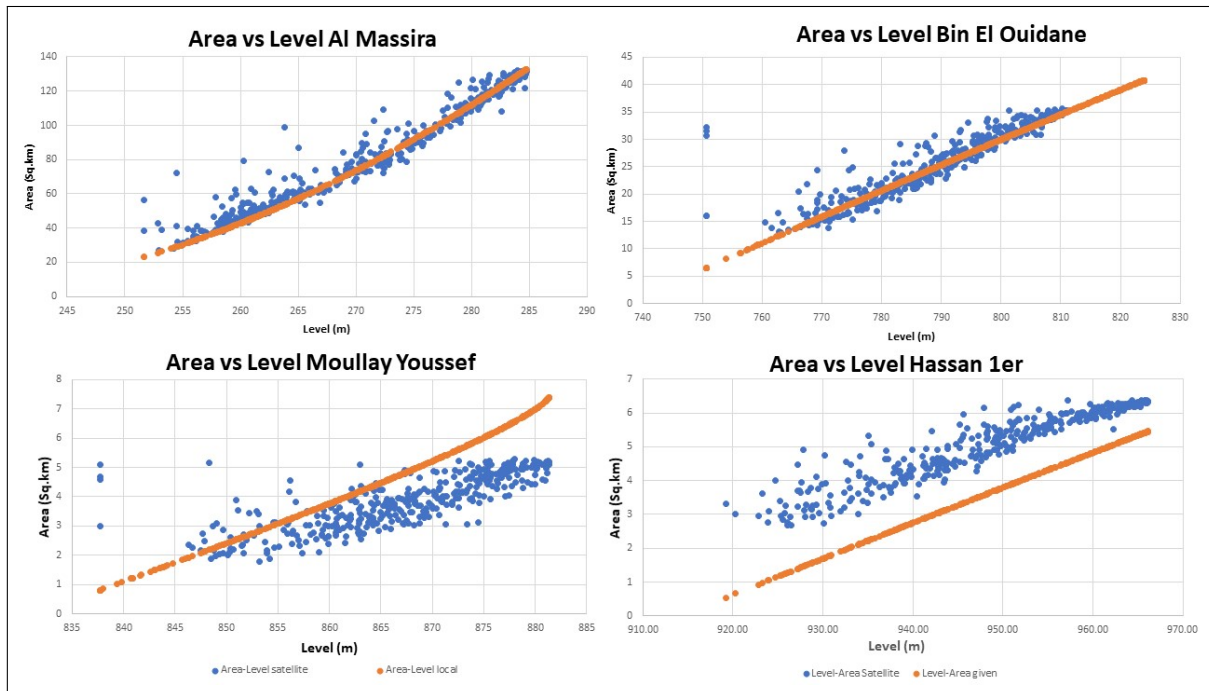 Area vs Level Al Massira
Area (Sq.km)
140
120
100
80
60
40
20
0
245 250 255 260 265 270 275 280 285 290
Level (m)
Area vs Level Bin El Ouidane
Area (Sq.km)
45
40
35
30
25
20
15
10
5
0
740 750 760 770 780 790 800 810 820 830
Level (m)
Area vs Level Moullay Youssef
Area (Sq.km)
8
7
6
5
4
3
2
1
0
835 840 845 850 855 860 865 870 875 880 885
Level (m)
Area-Level satellite Area-Level local
Area vs Level Hassan 1er
Area (Sq.km)
7
6
5
4
3
2
1
0
910.00 920.00 930.00 940.00 950.00 960.00 970.00
Level (m)
Level-Area Satellite Level-Area given